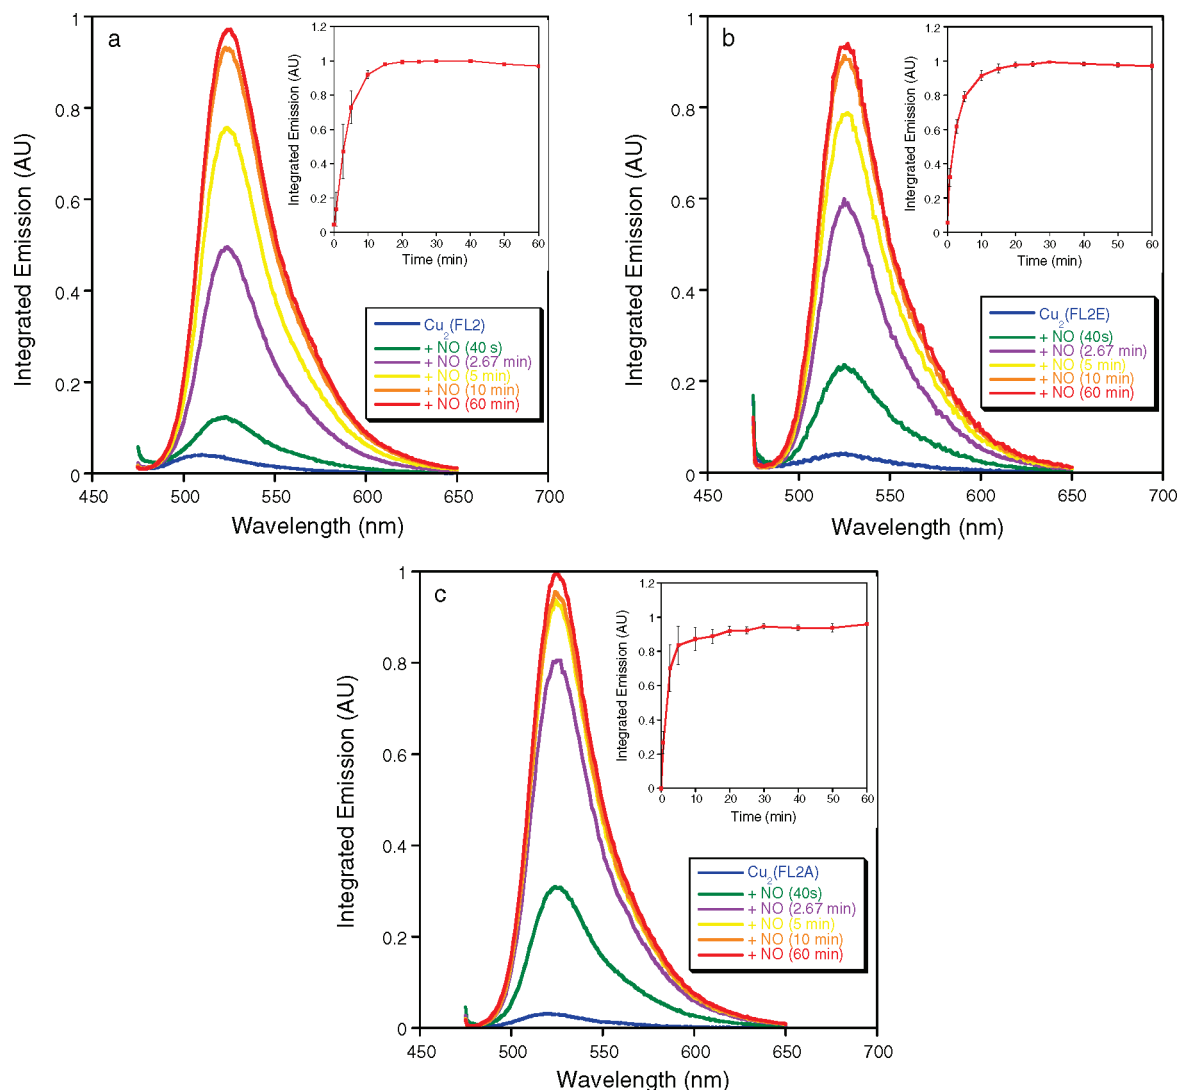 a
Integrated Emission (AU)
1
0.8
0.6
0.4
0.2
0
450 500 550 600 650 700
Wavelength (nm)
Integrated Emission (AU)
1.2
1
0.8
0.6
0.4
0.2
0
0 10 20 30 40 50 60
Time (min)
Cu2(FL2)
+ NO (40 s)
+ NO (2.67 min)
+ NO (5 min)
+ NO (10 min)
+ NO (60 min)
b
Integrated Emission (AU)
1
0.8
0.6
0.4
0.2
0
450 500 550 600 650 700
Wavelength (nm)
Intergrated Emission (AU)
1.2
1
0.8
0.6
0.4
0.2
0
0 10 20 30 40 50 60
Time (min)
Cu2(FL2E)
+ NO (40s)
+ NO (2.67 min)
+ NO (5 min)
+ NO (10 min)
+ NO (60 min)
c
Integrated Emission (AU)
1
0.8
0.6
0.4
0.2
0
450 500 550 600 650 700
Wavelength (nm)
Integrated Emission (AU)
1.2
1
0.8
0.6
0.4
0.2
0
0 10 20 30 40 50 60
Time (min)
Cu2(FL2A)
+ NO (40s)
+ NO (2.67 min)
+ NO (5 min)
+ NO (10 min)
+ NO (60 min)